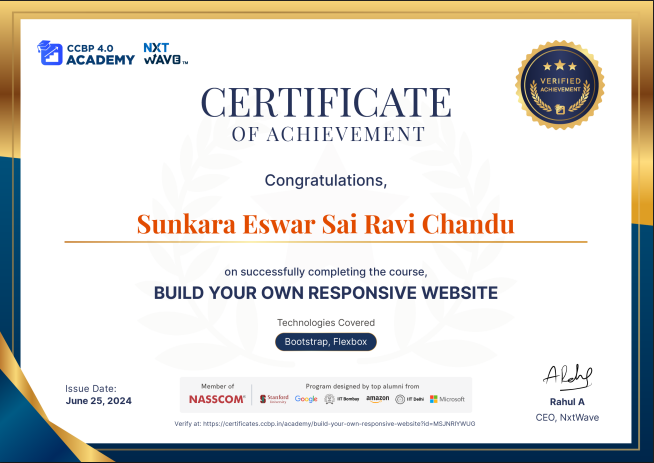 CCBP 4.0
ACADEMY
NXT
WAVE™
VERIFIED
ACHIEVEMENT
CERTIFICATE
OF ACHIEVEMENT
Congratulations,
Sunkara Eswar Sai Ravi Chandu
on successfully completing the course,
BUILD YOUR OWN RESPONSIVE WEBSITE
Technologies Covered
Bootstrap, Flexbox
Issue Date:
June 25, 2024
Member of
NASSCOM®
Program designed by top alumni from
Stanford University Google IIT Bombay amazon IIT Delhi Microsoft
Verify at: https://certificates.ccbp.in/academy/build-your-own-responsive-website?id=MSJNRIYWUG
Rahul A
CEO, NxtWave